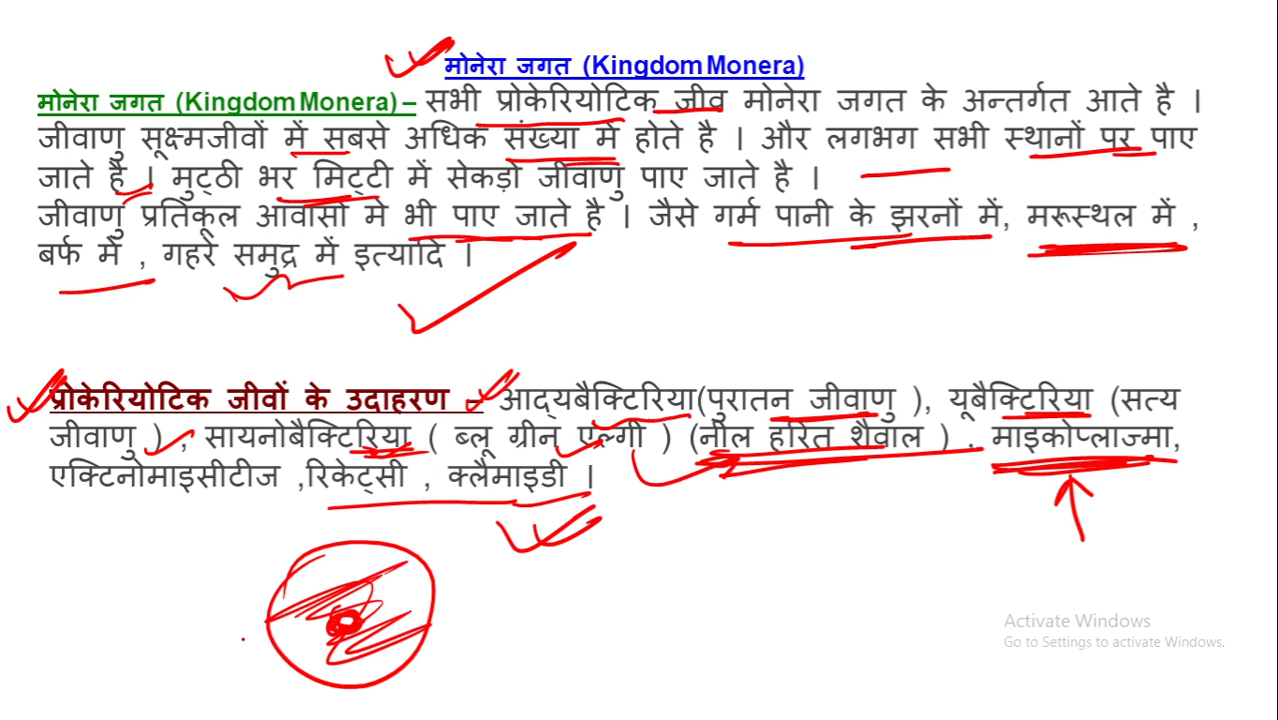 मोनेरा जगत (Kingdom Monera)
मोनेरा जगत (Kingdom Monera) – सभी प्रोकेरियोटिक जीव मोनेरा जगत के अन्तर्गत आते है ।
जीवाणु सूक्ष्मजीवों में सबसे अधिक संख्या में होते है । और लगभग सभी स्थानों पर पाए
जाते है । मुट्ठी भर मिट्टी में सेकड़ो जीवाणु पाए जाते है ।
जीवाणु प्रतिकूल आवासों मे भी पाए जाते है । जैसे गर्म पानी के झरनों में, मरूस्थल में ,
बर्फ में , गहरे समुद्र में इत्यादि ।
प्रोकेरियोटिक जीवों के उदाहरण – आद्यबैक्टिरिया(पुरातन जीवाणु ), यूबैक्टिरिया (सत्य
जीवाणु ) , सायनोबैक्टिरिया ( ब्लू ग्रीन एल्गी ) (नील हरित शैवाल ) , माइकोप्लाज्मा,
एक्टिनोमाइसीटीज ,रिकेट्सी , क्लैमाइडी ।
Activate Windows
Go to Settings to activate Windows.